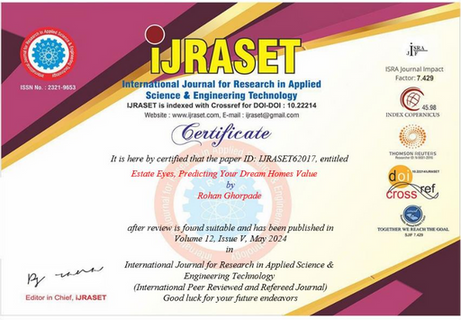 iJRASET
International Journal for Research in Applied
Science & Engineering Technology
IJRASET is indexed with Crossref for DOI-DOI : 10.22214
Website : www.ijraset.com, E-mail : ijraset@gmail.com
ISSN No. : 2321-9653
Certificate
It is here by certified that the paper ID: IJRASET62017, entitled
Estate Eyes, Predicting Your Dream Homes Value
by
Rohan Ghorpade
after review is found suitable and has been published in
Volume 12, Issue V, May 2024
in
International Journal for Research in Applied Science &
Engineering Technology
(International Peer Reviewed and Refereed Journal)
Good luck for your future endeavors
Editor in Chief, iJRASET
ISRA
JIF
ISRA Journal Impact
Factor: 7.429
45.98
INDEX COPERNICUS
THOMSON REUTERS
doi
crossref
TOGETHER WE REACH THE GOAL
SJIF 7.429